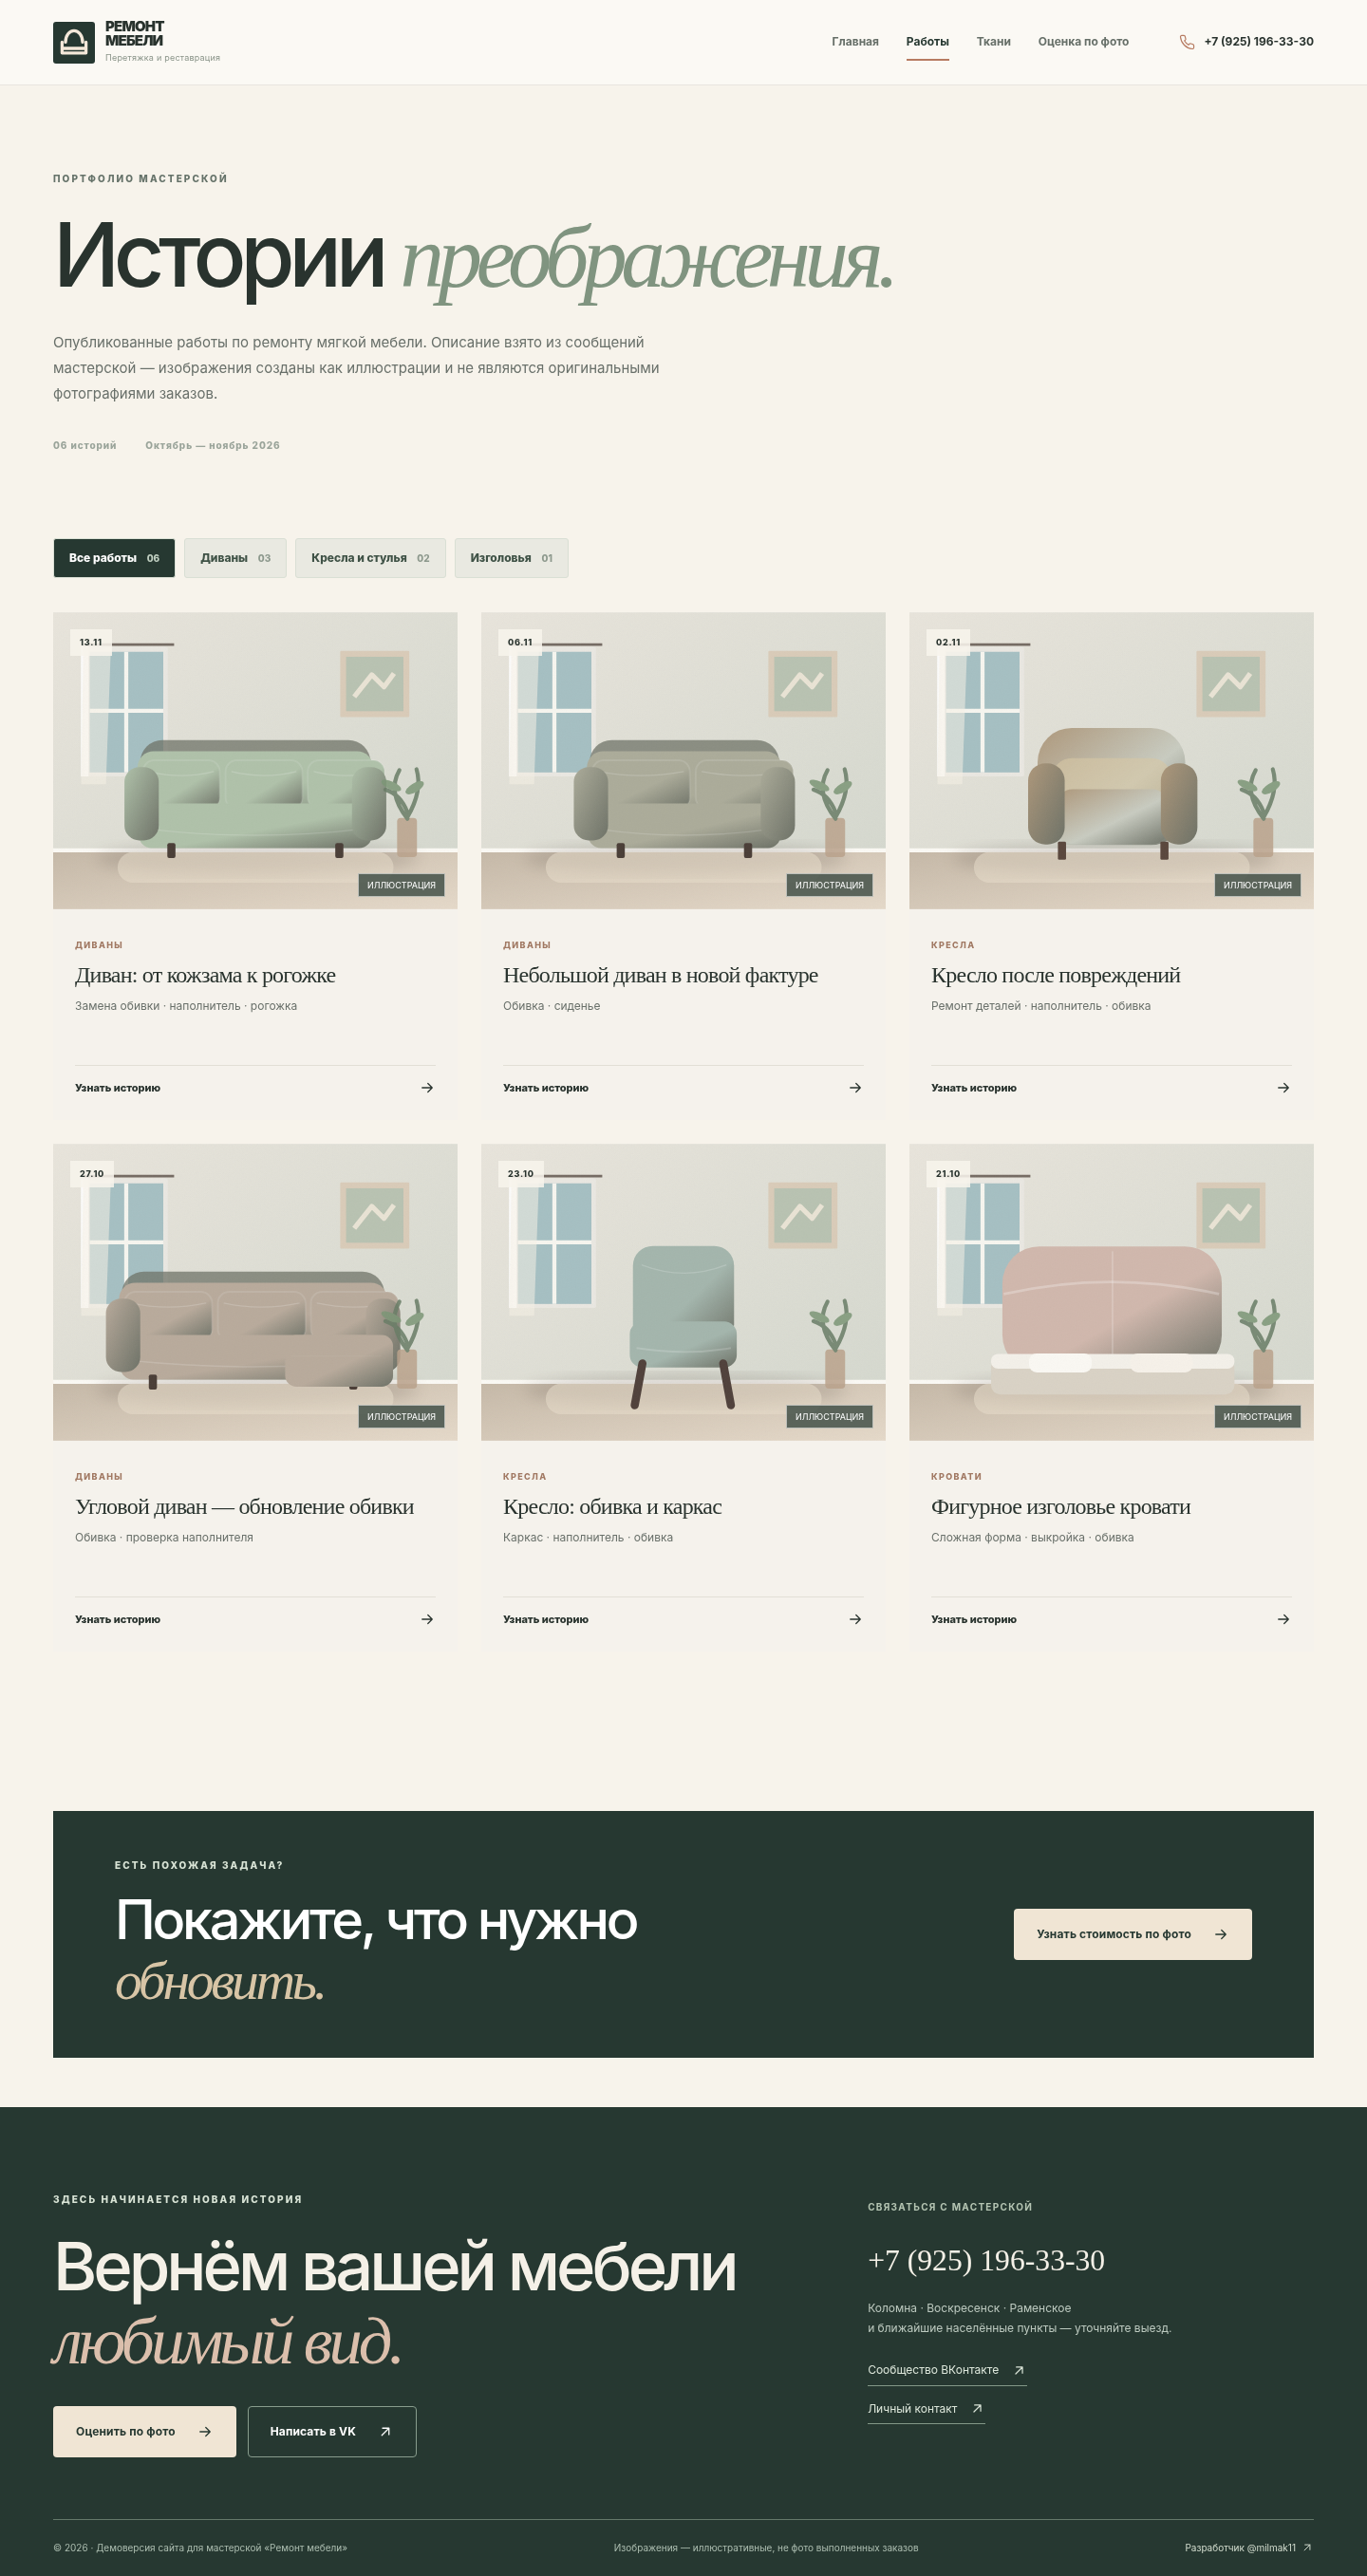 РЕМОНТ
МЕБЕЛИ
Перетяжка и реставрация
Главная Работы Ткани Оценка по фото +7 (925) 196-33-30
ПОРТФОЛИО МАСТЕРСКОЙ
Истории преображения.
Опубликованные работы по ремонту мягкой мебели. Описание взято из сообщений
мастерской — изображения созданы как иллюстрации и не являются оригинальными
фотографиями заказов.
06 историй Октябрь — ноябрь 2026
Все работы 06 Диваны 03 Кресла и стулья 02 Изголовья 01
13.11
ИЛЛЮСТРАЦИЯ
ДИВАНЫ
Диван: от кожзама к рогожке
Замена обивки · наполнитель · рогожка
Узнать историю
06.11
ИЛЛЮСТРАЦИЯ
ДИВАНЫ
Небольшой диван в новой фактуре
Обивка · сиденье
Узнать историю
02.11
ИЛЛЮСТРАЦИЯ
КРЕСЛА
Кресло после повреждений
Ремонт деталей · наполнитель · обивка
Узнать историю
27.10
ИЛЛЮСТРАЦИЯ
ДИВАНЫ
Угловой диван — обновление обивки
Обивка · проверка наполнителя
Узнать историю
23.10
ИЛЛЮСТРАЦИЯ
КРЕСЛА
Кресло: обивка и каркас
Каркас · наполнитель · обивка
Узнать историю
21.10
ИЛЛЮСТРАЦИЯ
КРОВАТИ
Фигурное изголовье кровати
Сложная форма · выкройка · обивка
Узнать историю
ЕСТЬ ПОХОЖАЯ ЗАДАЧА?
Покажите, что нужно
обновить.
Узнать стоимость по фото
ЗДЕСЬ НАЧИНАЕТСЯ НОВАЯ ИСТОРИЯ
Вернём вашей мебели
любимый вид.
Оценить по фото Написать в VK
СВЯЗАТЬСЯ С МАСТЕРСКОЙ
+7 (925) 196-33-30
Коломна · Воскресенск · Раменское
и ближайшие населённые пункты — уточняйте выезд.
Сообщество ВКонтакте
Личный контакт
© 2026 · Демоверсия сайта для мастерской «Ремонт мебели» Изображения — иллюстративные, не фото выполненных заказов Разработчик @milmak11